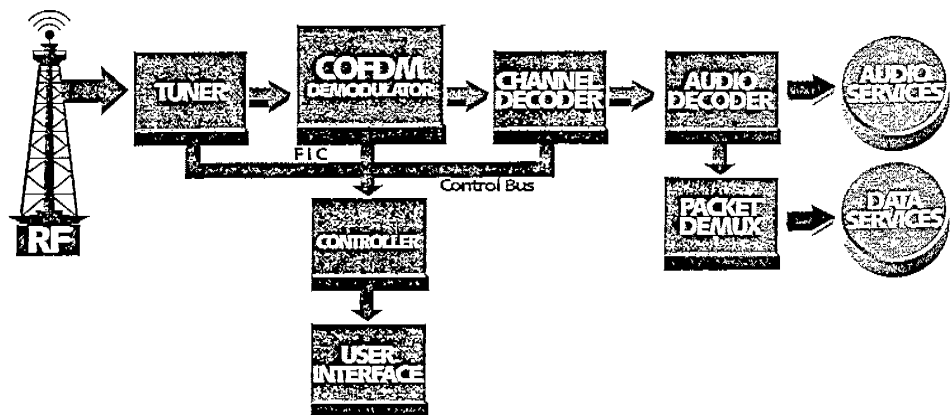 RF
TUNER
COFDM
DEMODULATOR
CHANNEL
DECODER
AUDIO
DECODER
AUDIO
SERVICES
FIC
Control Bus
CONTROLLER
PACKET
DEMUX
DATA
SERVICES
USER
INTERFACE